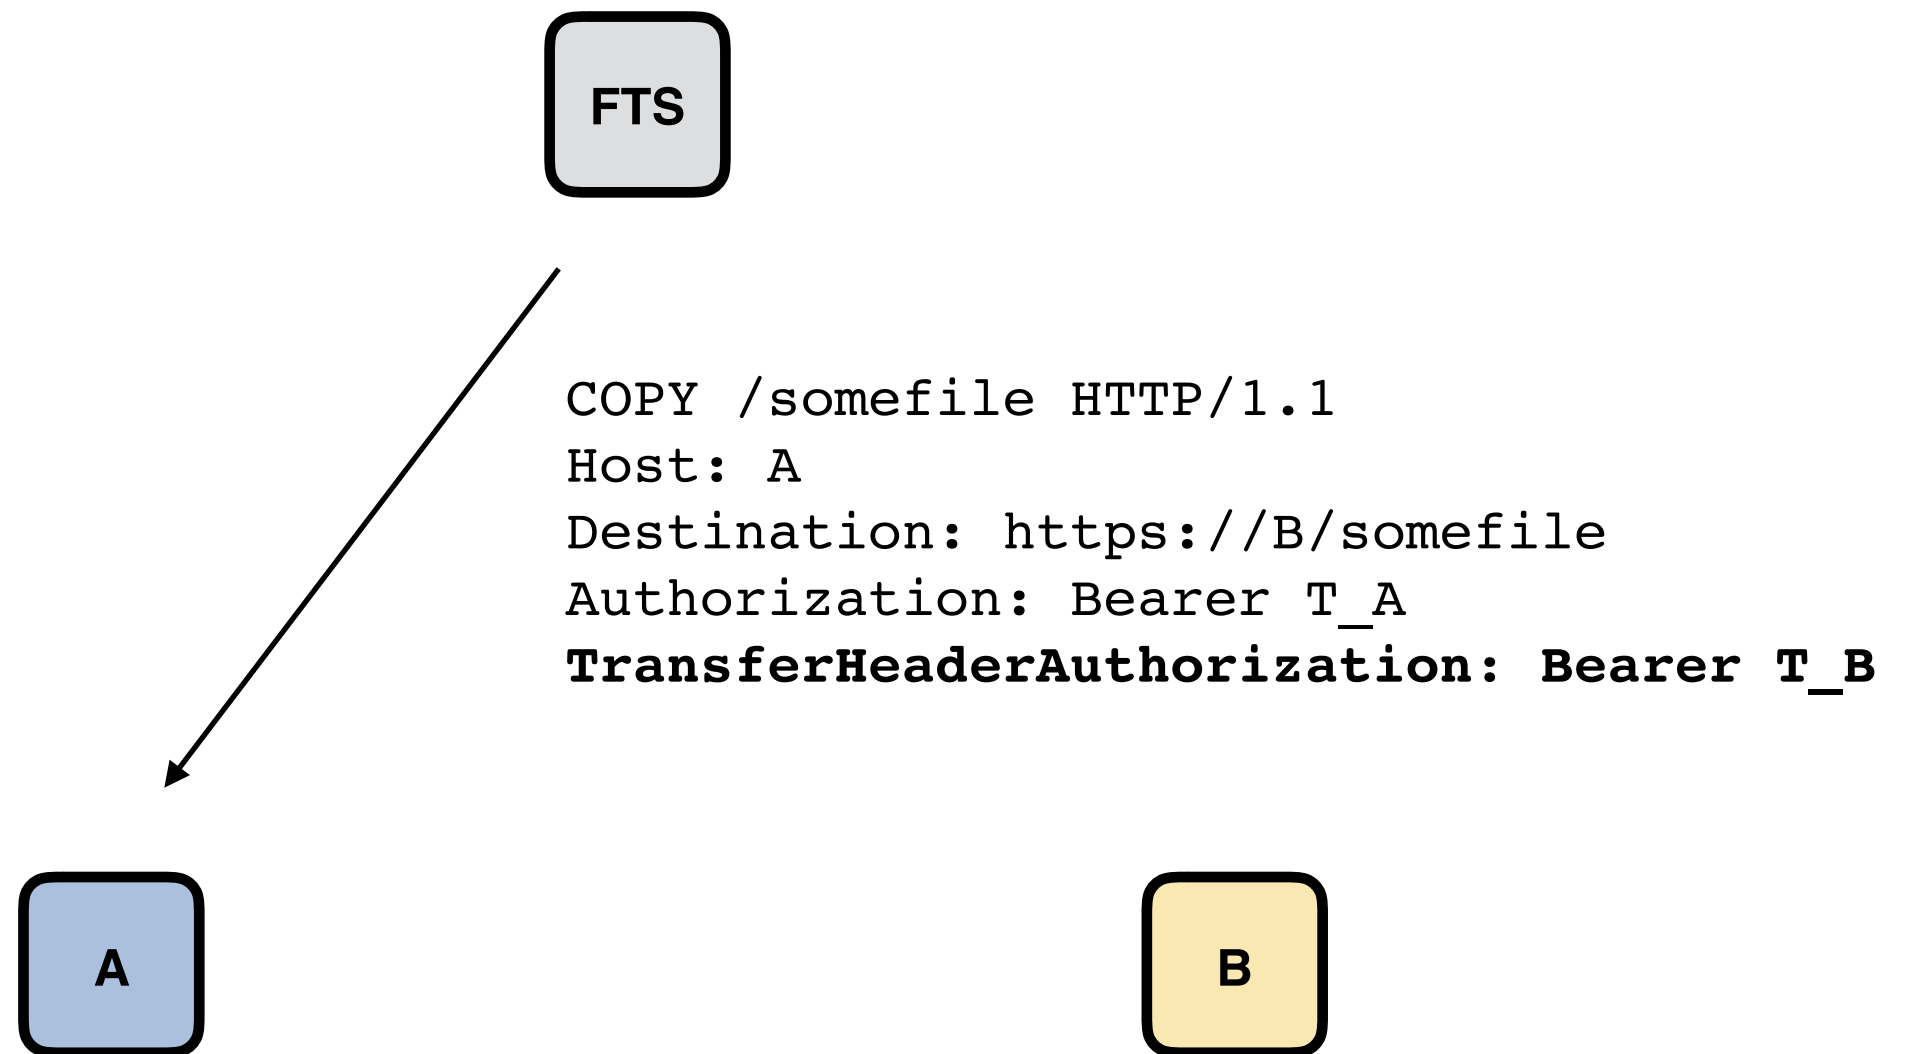 FTS
COPY /somefile HTTP/1.1
Host: A
Destination: https://B/somefile
Authorization: Bearer T_A
TransferHeaderAuthorization: Bearer T_B
A
B